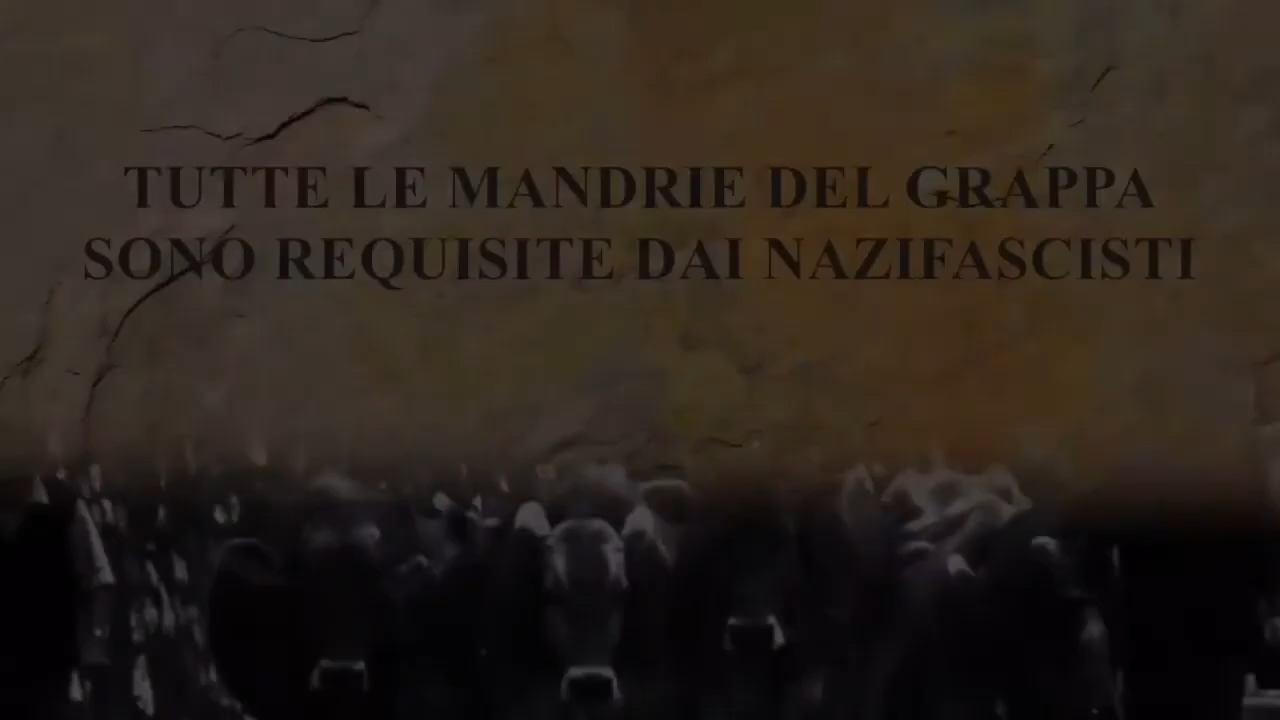 TUTTE LE MANDRIE DEL GRAPPA
SONO REQUISITE DAI NAZIFASCISTI